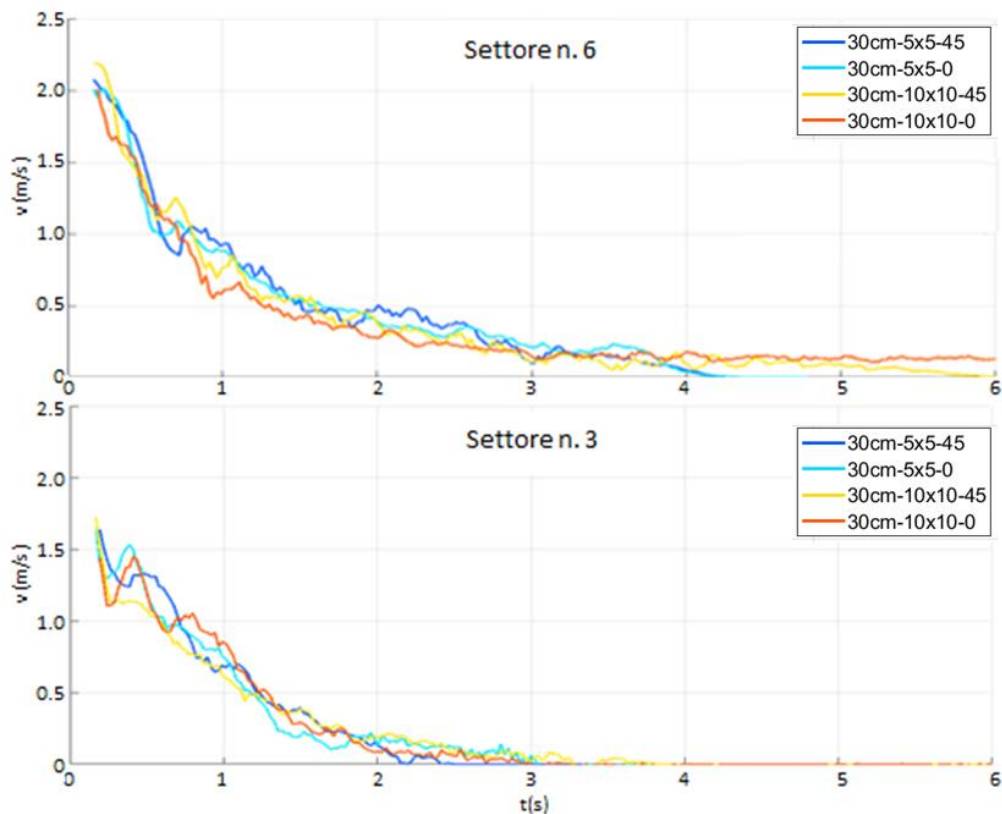 2.5
Settore n. 6
30cm-5x5-45
30cm-5x5-0
30cm-10x10-45
30cm-10x10-0
2.0
1.5
v (m/s)
1.0
0.5
0
0 1 2 3 4 5 6
2.5
Settore n. 3
30cm-5x5-45
30cm-5x5-0
30cm-10x10-45
30cm-10x10-0
2.0
1.5
v (m/s)
1.0
0.5
0
0 1 2 3 4 5 6
t(s)